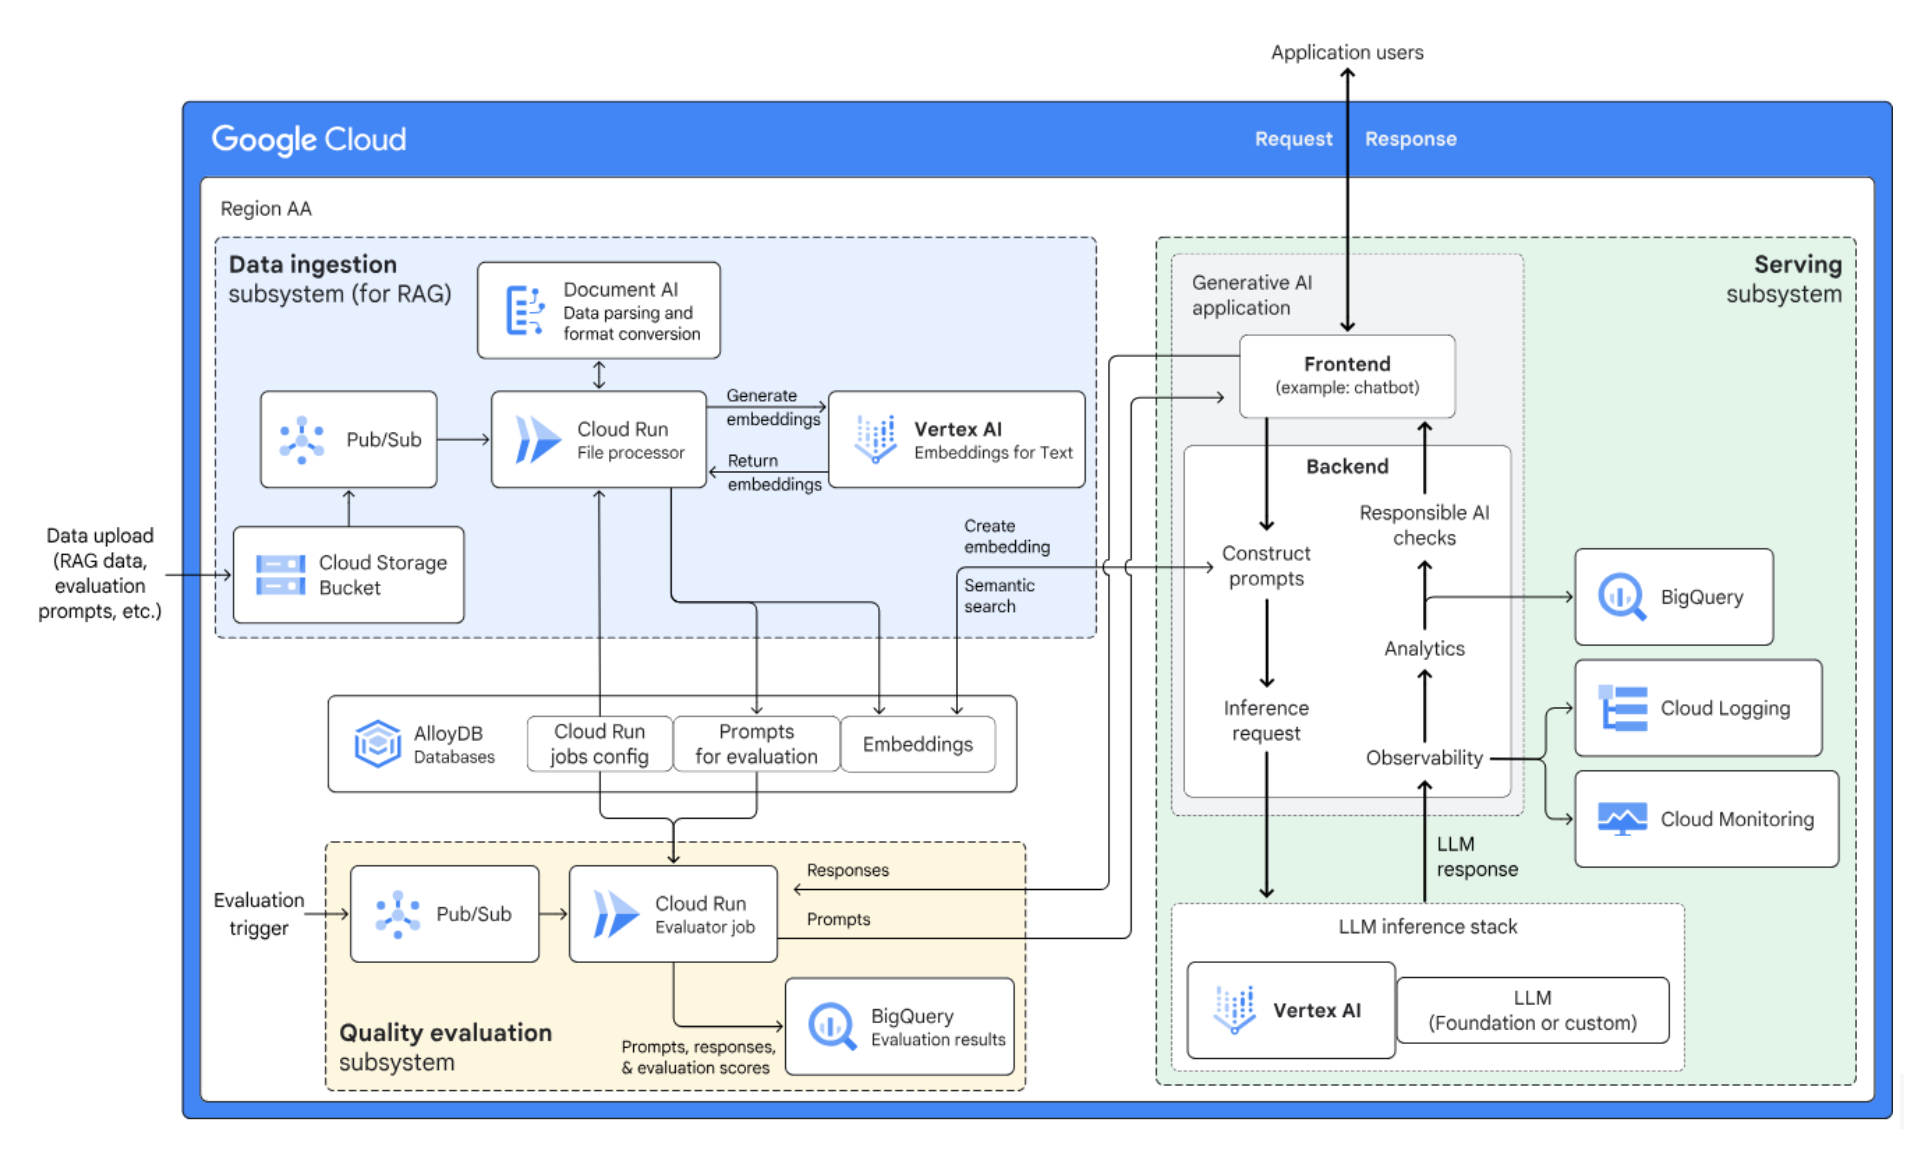 Application users
Google Cloud
Request
Response
Region AA
Data ingestion
subsystem (for RAG)
Document AI
Data parsing and
format conversion
Pub/Sub
Cloud Run
File processor
Generate
embeddings
Return
embeddings
Vertex AI
Embeddings for Text
Data upload
(RAG data,
evaluation
prompts, etc.)
Cloud Storage
Bucket
Create
embedding
Semantic
search
AlloyDB
Databases
Cloud Run
jobs config
Prompts
for evaluation
Embeddings
Evaluation
trigger
Pub/Sub
Cloud Run
Evaluator job
Responses
Prompts
Quality evaluation
subsystem
Prompts, responses,
& evaluation scores
BigQuery
Evaluation results
Serving
subsystem
Generative AI
application
Frontend
(example: chatbot)
Backend
Construct
prompts
Inference
request
Responsible AI
checks
Analytics
Observability
BigQuery
Cloud Logging
Cloud Monitoring
LLM
response
LLM inference stack
Vertex AI
LLM
(Foundation or custom)